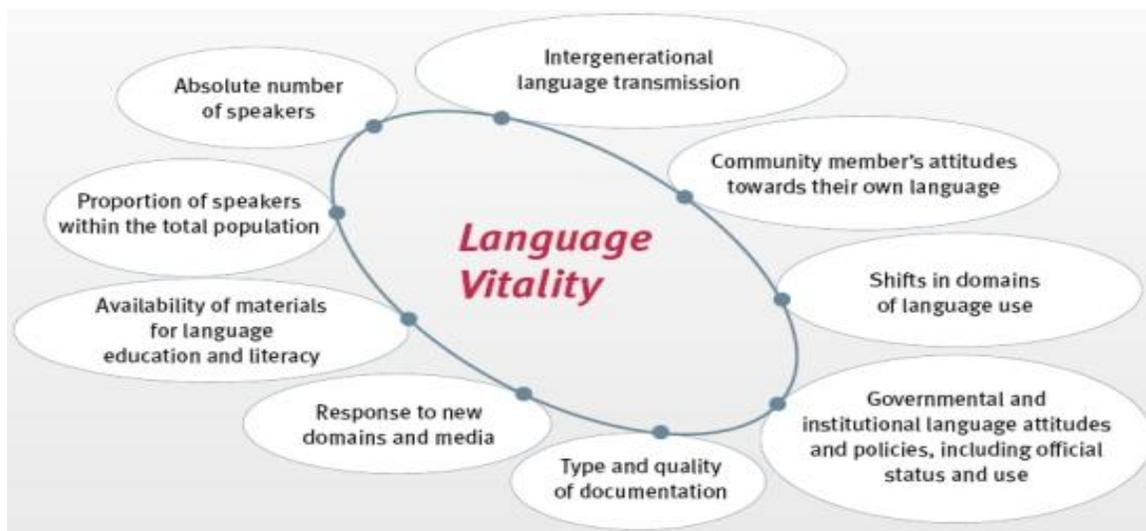 Intergenerational
language transmission
Absolute number
of speakers
Community member's attitudes
towards their own language
Proportion of speakers
within the total population
Language
Vitality
Shifts in domains
of language use
Availability of materials
for language
education and literacy
Governmental and
institutional language attitudes
and policies, including official
status and use
Response to new
domains and media
Type and quality
of documentation